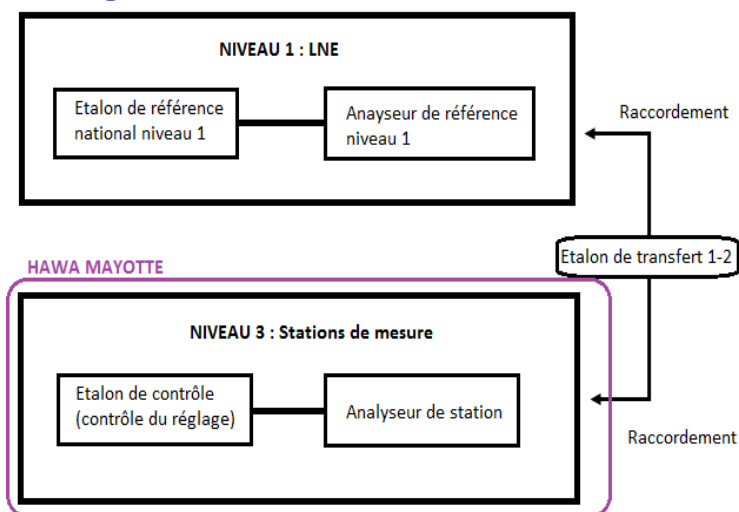 NIVEAU 1 : LNE
Etalon de référence
national niveau 1
Anayseur de référence
niveau 1
Raccordement
Etalon de transfert 1-2
HAWA MAYOTTE
NIVEAU 3 : Stations de mesure
Etalon de contrôle
(contrôle du réglage)
Analyseur de station
Raccordement